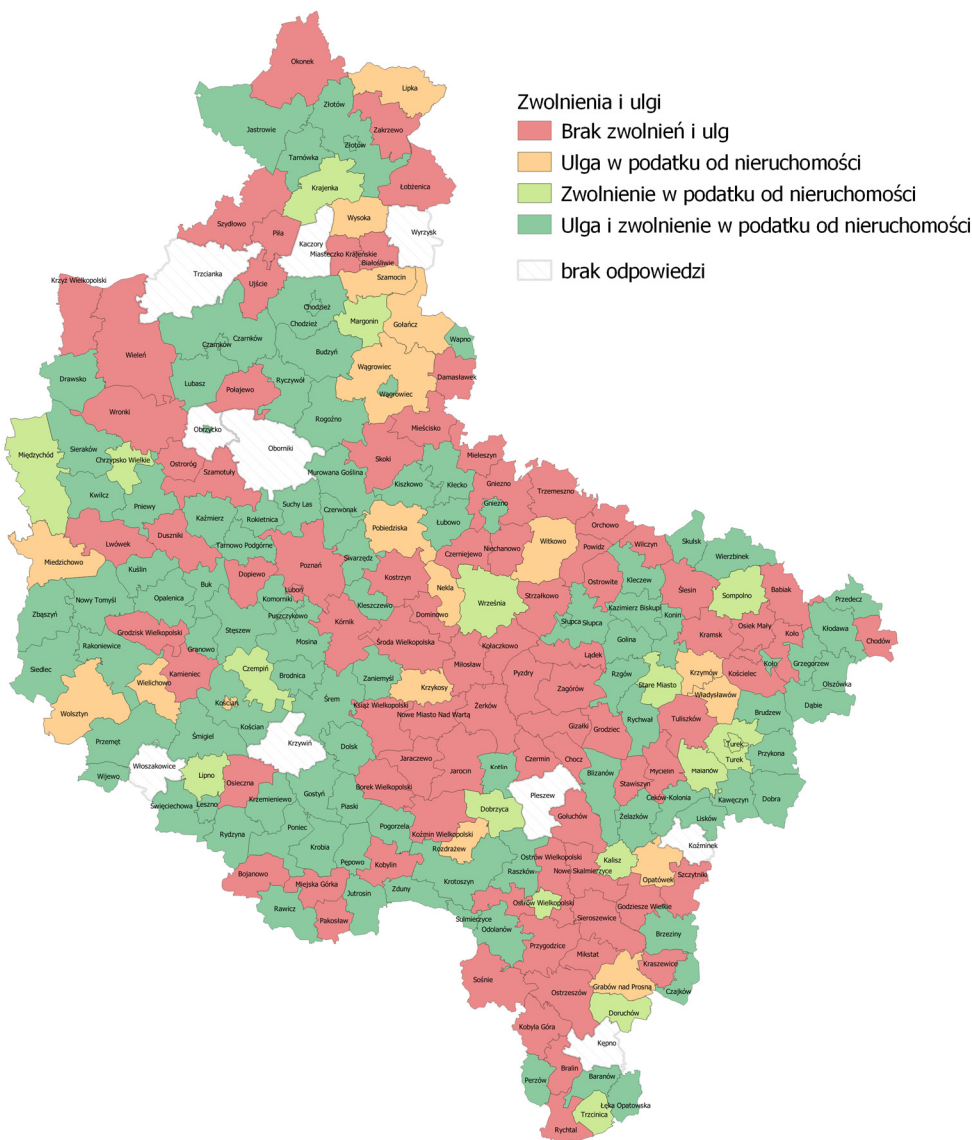 Okonek
Lipka
Złotów
Jastrowie
Zakrzewo
Złotów
Tarnówka
Krajenka
Łobżenica
Szydłowo
Wysoka
Piła
Wyrzysk
Kaczory
Miasteczko Krajeńskie
Białośliwie
Trzcianka
Krzyż Wielkopolski
Ujście
Szamocin
Chodzież
Margonin
Chodzież
Gołańcz
Czarnków
Czarnków
Wapno
Wieleń
Budzyń
Wągrowiec
Drawsko
Lubasz
Połajewo
Ryczywół
Damasławek
Wągrowiec
Wronki
Rogoźno
Obrzycko
Mieścisko
Sieraków
Międzychód
Oborniki
Chrzypsko Wielkie
Skoki
Mieleszyn
Ostroróg
Szamotuły
Murowana Goślina
Kiszkowo
Kłecko
Gniezno
Trzemeszno
Kwilcz
Pniewy
Suchy Las
Czerwonak
Gniezno
Kaźmierz
Rokietnica
Pobiedziska
Łubowo
Orchowo
Lwówek
Duszniki
Tarnowo Podgórne
Swarzędz
Czerniejewo
Niechanowo
Witkowo
Powidz
Wilczyn
Skulsk
Wierzbinek
Miedzichowo
Kuślin
Poznań
Dopiewo
Kostrzyn
Nekla
Strzałkowo
Ostrowite
Kleczew
Ślesin
Sompolno
Babiak
Buk
Luboń
Komorniki
Kleszczewo
Września
Przedecz
Zbąszyń
Nowy Tomyśl
Opalenica
Puszczykowo
Kórnik
Dominowo
Słupca
Słupca
Kazimierz Biskupi
Konin
Osiek Mały
Kłodawa
Stęszew
Kramsk
Koło
Chodów
Grodzisk Wielkopolski
Mosina
Środa Wielkopolska
Kołaczkowo
Golina
Rakoniewice
Granowo
Lądek
Kościelec
Koło
Grzegorzew
Siedlec
Kamieniec
Czempiń
Brodnica
Zaniemyśl
Miłosław
Pyzdry
Rzgów
Krzymów
Olszówka
Wielichowo
Krzykosy
Zagórów
Stare Miasto
Władysławów
Wolsztyn
Kościan
Śrem
Książ Wielkopolski
Żerków
Dąbie
Nowe Miasto Nad Wartą
Brudzew
Kościan
Gizałki
Grodziec
Rychwał
Tuliszków
Śmigiel
Krzywiń
Turek
Przemęt
Dolsk
Turek
Przykona
Jaraczewo
Jarocin
Kotlin
Czermin
Chocz
Blizanów
Mycielin
Malanów
Włoszakowice
Wijewo
Lipno
Osieczna
Stawiszyn
Pleszew
Borek Wielkopolski
Gostyń
Krzemieniewo
Ceków-Kolonia
Kawęczyn
Dobra
Święciechowa
Leszno
Piaski
Dobrzyca
Gołuchów
Żelazków
Lisków
Poniec
Pogorzela
Rydzyna
Koźmin Wielkopolski
Krobia
Rozdrażew
Koźminek
Pępowo
Kobylin
Ostrów Wielkopolski
Kalisz
Raszków
Nowe Skalmierzyce
Szczytniki
Bojanowo
Miejska Górka
Opatówek
Jutrosin
Zduny
Krotoszyn
Rawicz
Pakosław
Ostrów Wielkopolski
Godziesze Wielkie
Sulmierzyce
Sieroszewice
Odolanów
Brzeziny
Przygodzice
Mikstat
Kraszewice
Sośnie
Grabów nad Prosną
Ostrzeszów
Czajków
Doruchów
Kobyla Góra
Kępno
Bralin
Perzów
Baranów
Łęka Opatowska
Trzcinica
Rychtal
Zwolnienia i ulgi
Brak zwolnień i ulg
Ulga w podatku od nieruchomości
Zwolnienie w podatku od nieruchomości
Ulga i zwolnienie w podatku od nieruchomości
brak odpowiedzi